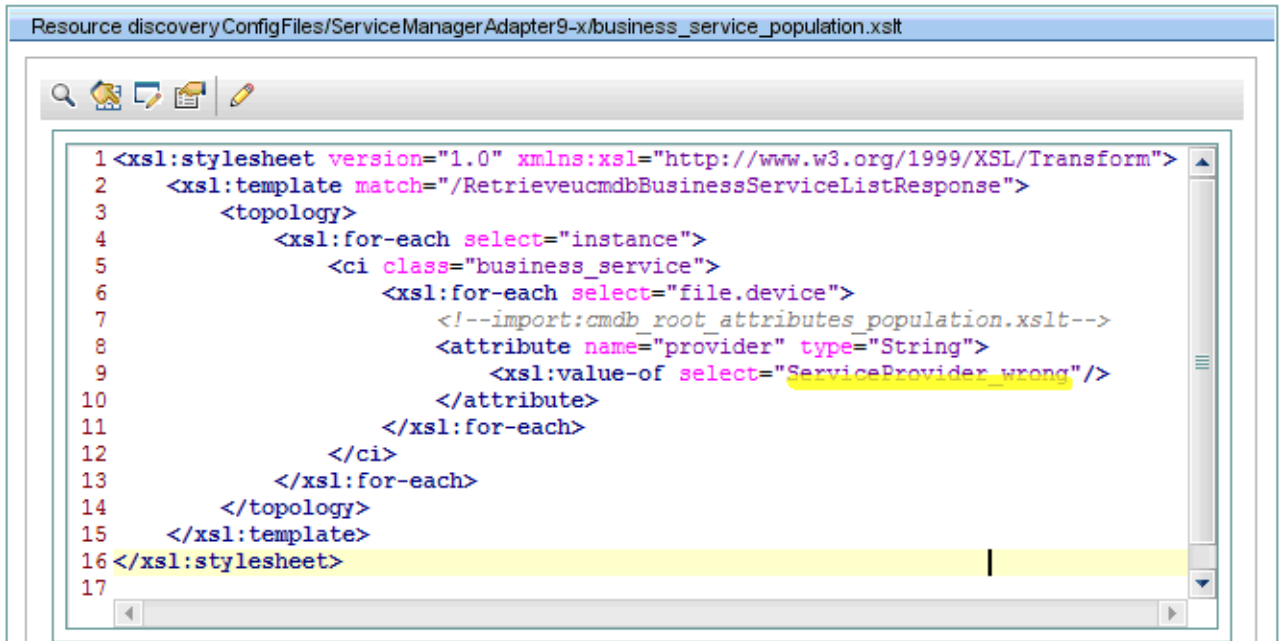 Resource discoveryConfigFiles/ServiceManagerAdapter9-x/business_service_population.xslt
1 <xsl:stylesheet version="1.0" xmlns:xsl="http://www.w3.org/1999/XSL/Transform">
2 <xsl:template match="/RetrieveucmdbBusinessServiceListResponse">
3 <topology>
4 <xsl:for-each select="instance">
5 <ci class="business_service">
6 <xsl:for-each select="file.device">
7 <!--import:cmdb_root_attributes_population.xslt-->
8 <attribute name="provider" type="String">
9 <xsl:value-of select="ServiceProvider_wrong"/>
10 </attribute>
11 </xsl:for-each>
12 </ci>
13 </xsl:for-each>
14 </topology>
15 </xsl:template>
16 </xsl:stylesheet>
17